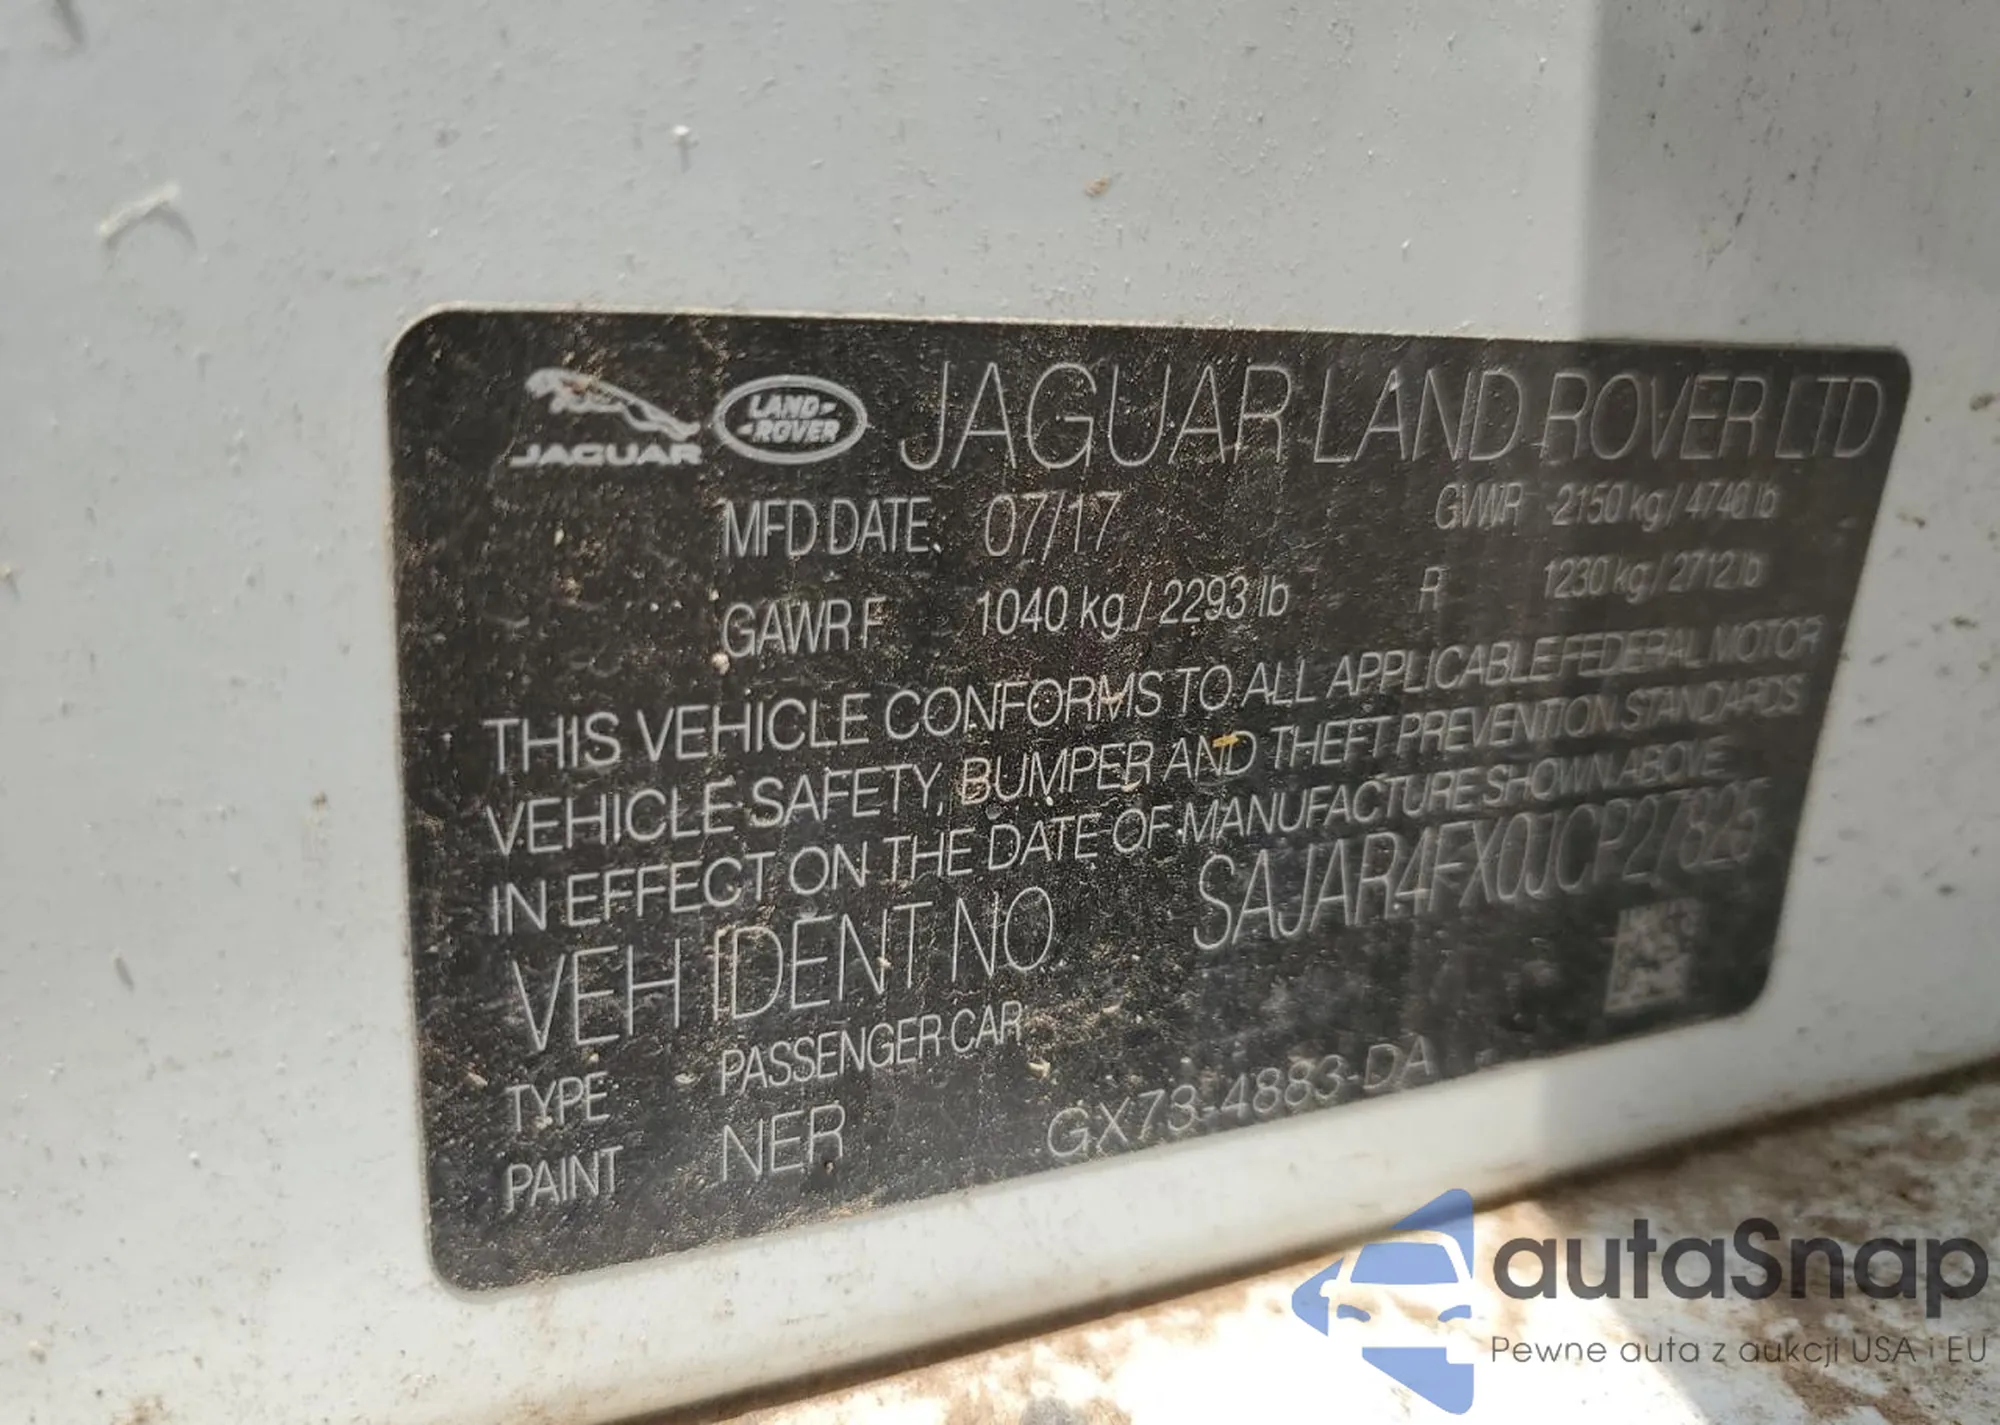 JAGUAR LAND-ROVER JAGUAR LAND ROVER LTD
MFD DATE. 07/17 GVWR 2150 kg / 4740 lb
GAWR F 1040 kg / 2293 lb R 1230 kg / 2712 lb
THIS VEHICLE CONFORMS TO ALL APPLICABLE FEDERAL MOTOR
VEHICLE SAFETY, BUMPER AND THEFT PREVENTION STANDARDS
IN EFFECT ON THE DATE OF MANUFACTURE SHOWN ABOVE
VEH IDENT NO. SAJAR4FX0JCP27825
TYPE PASSENGER CAR
PAINT NER GX73-4883-DA
autaSnap
Pewne auta z aukcji USA i EU